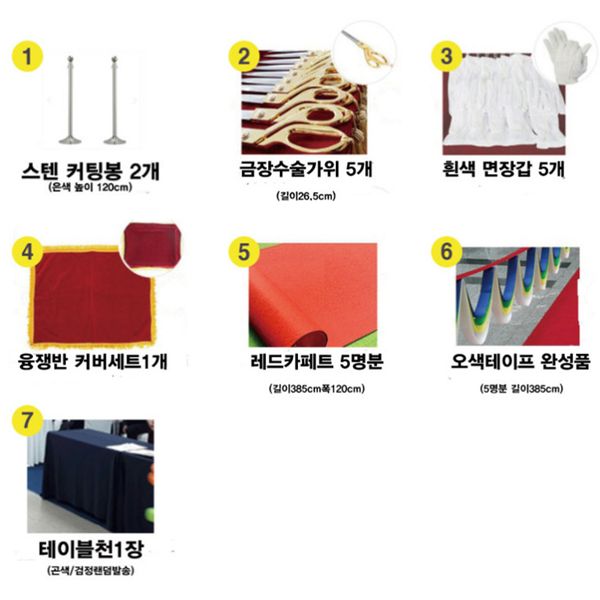 1
스텐 커팅봉 2개
(은색 높이 120cm)
2
금장수술가위 5개
(길이26.5cm)
3
흰색 면장갑 5개
4
융쟁반 커버세트1개
5
레드카페트 5명분
(길이385cm폭120cm)
6
오색테이프 완성품
(5명분 길이385cm)
7
테이블천1장
(곤색/검정랜덤발송)